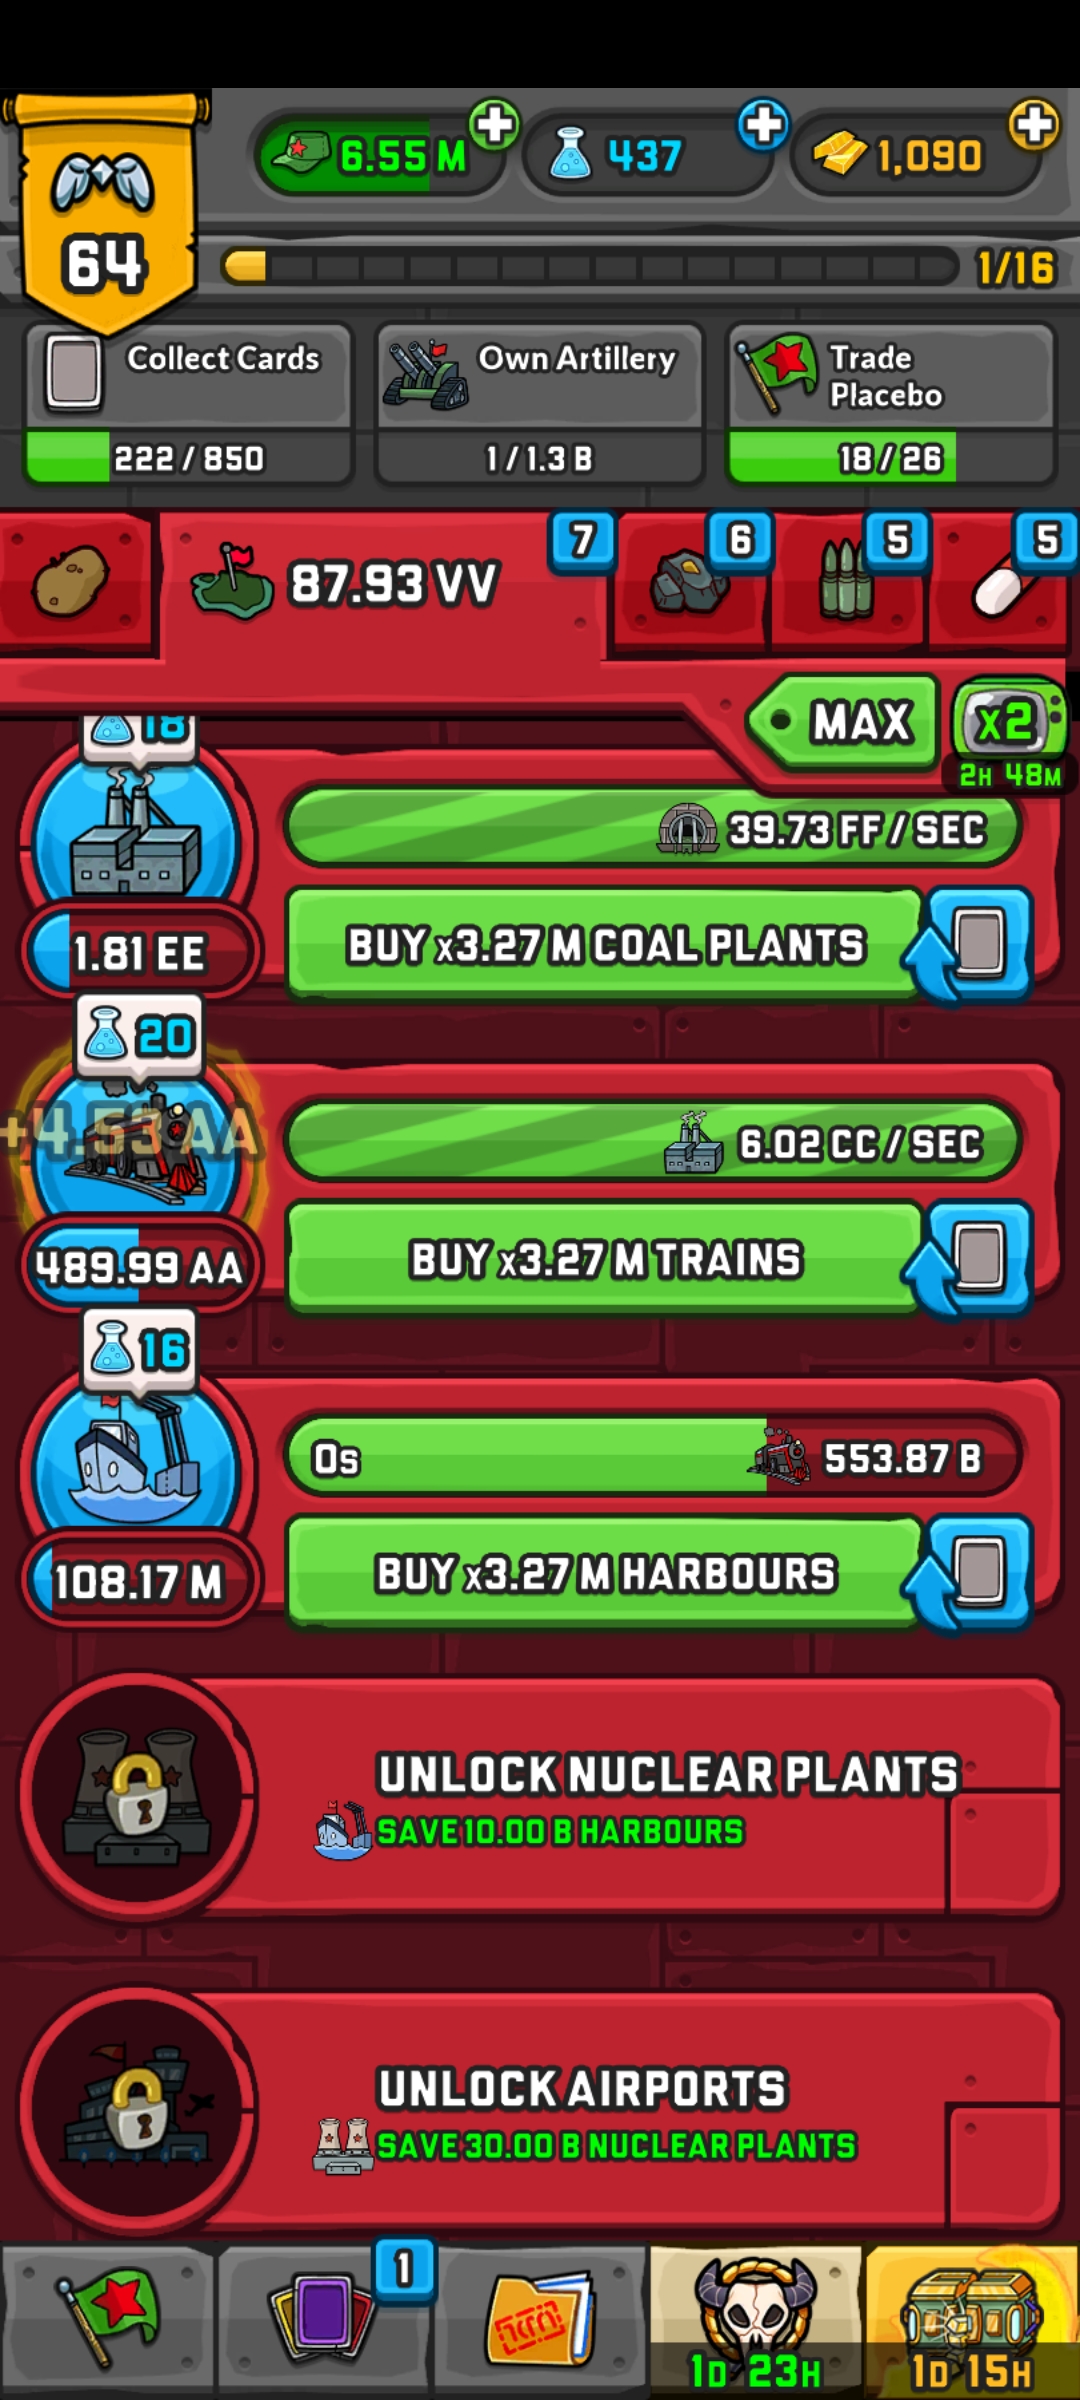 6.55 M
437
1,090
64
1/16
Collect Cards
222 / 850
Own Artillery
1 / 1.3 B
Trade
Placebo
18 / 26
87.93 VV
7
6
5
5
MAX
x2
2H 48M
18
39.73 FF / SEC
1.81 EE
BUY x3.27 M COAL PLANTS
20
+4.53 AA
6.02 CC / SEC
489.99 AA
BUY x3.27 M TRAINS
16
0s
553.87 B
108.17 M
BUY x3.27 M HARBOURS
UNLOCK NUCLEAR PLANTS
SAVE 10.00 B HARBOURS
UNLOCK AIRPORTS
SAVE 30.00 B NUCLEAR PLANTS
1
1D 23H
1D 15H